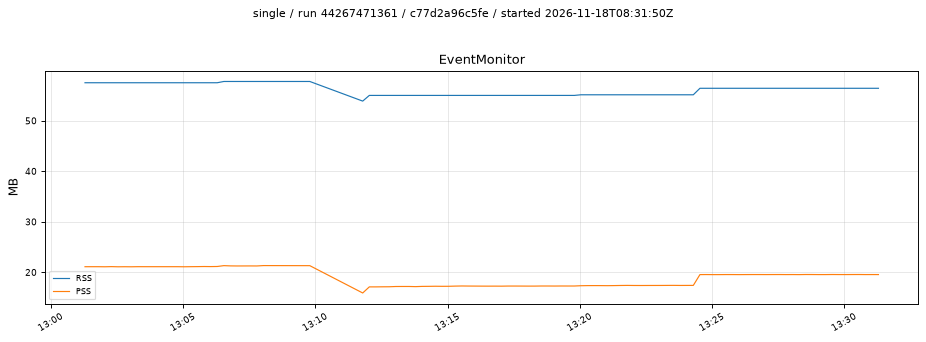 single / run 44267471361 / c77d2a96c5fe / started 2026-11-18T08:31:50Z
EventMonitor
MB
50
40
30
20
RSS
PSS
13:00
13:05
13:10
13:15
13:20
13:25
13:30